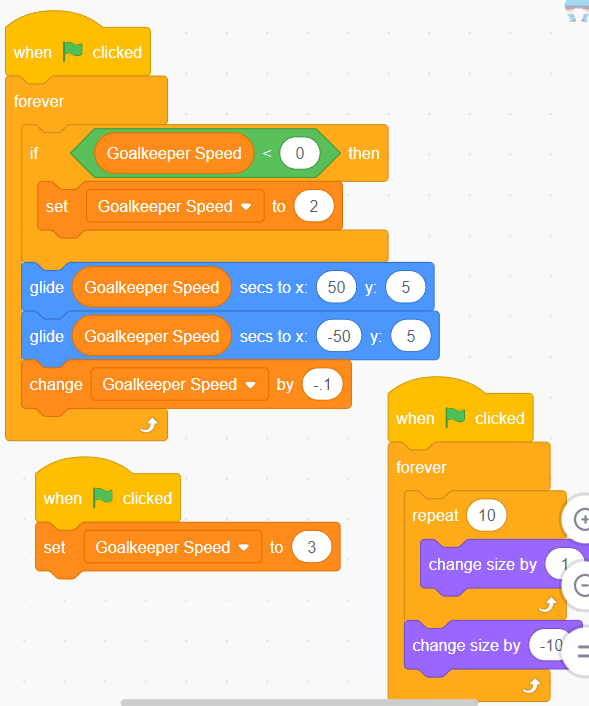 when clicked
forever
if Goalkeeper Speed < 0 then
set Goalkeeper Speed to 2
glide Goalkeeper Speed secs to x: 50 y: 5
glide Goalkeeper Speed secs to x: -50 y: 5
change Goalkeeper Speed by -.1
when clicked
set Goalkeeper Speed to 3
when clicked
forever
repeat 10
change size by 1
change size by -10